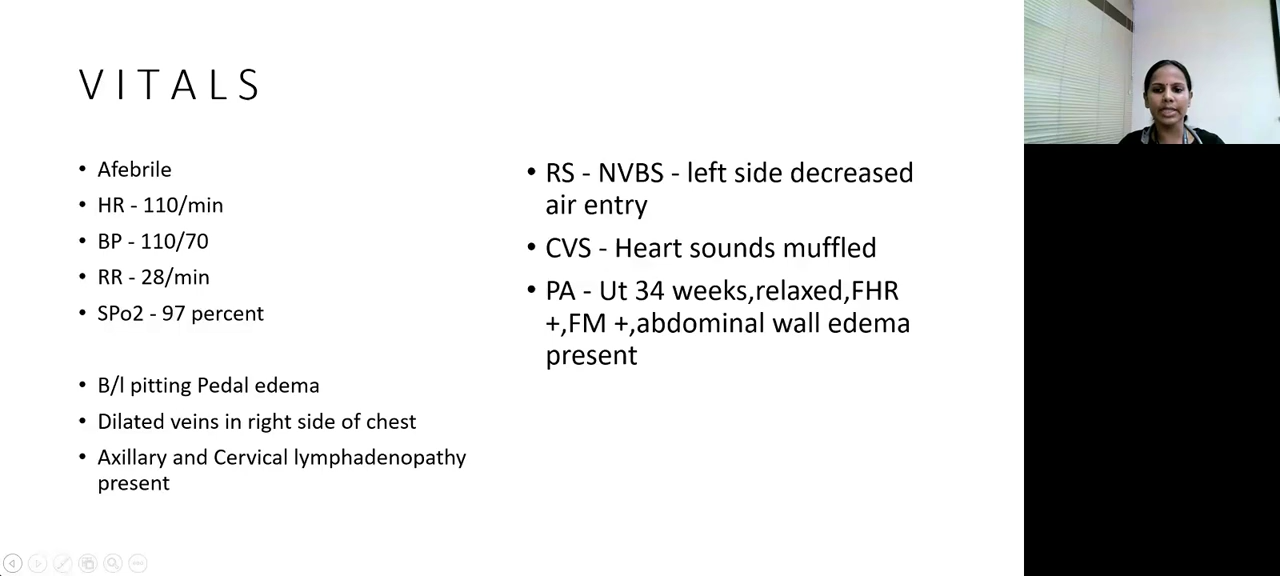 VITALS
• Afebrile
• HR - 110/min
• BP - 110/70
• RR - 28/min
• SPo2 - 97 percent
• B/l pitting Pedal edema
• Dilated veins in right side of chest
• Axillary and Cervical lymphadenopathy
present
• RS - NVBS - left side decreased
air entry
• CVS - Heart sounds muffled
• PA - Ut 34 weeks,relaxed,FHR
+,FM +,abdominal wall edema
present